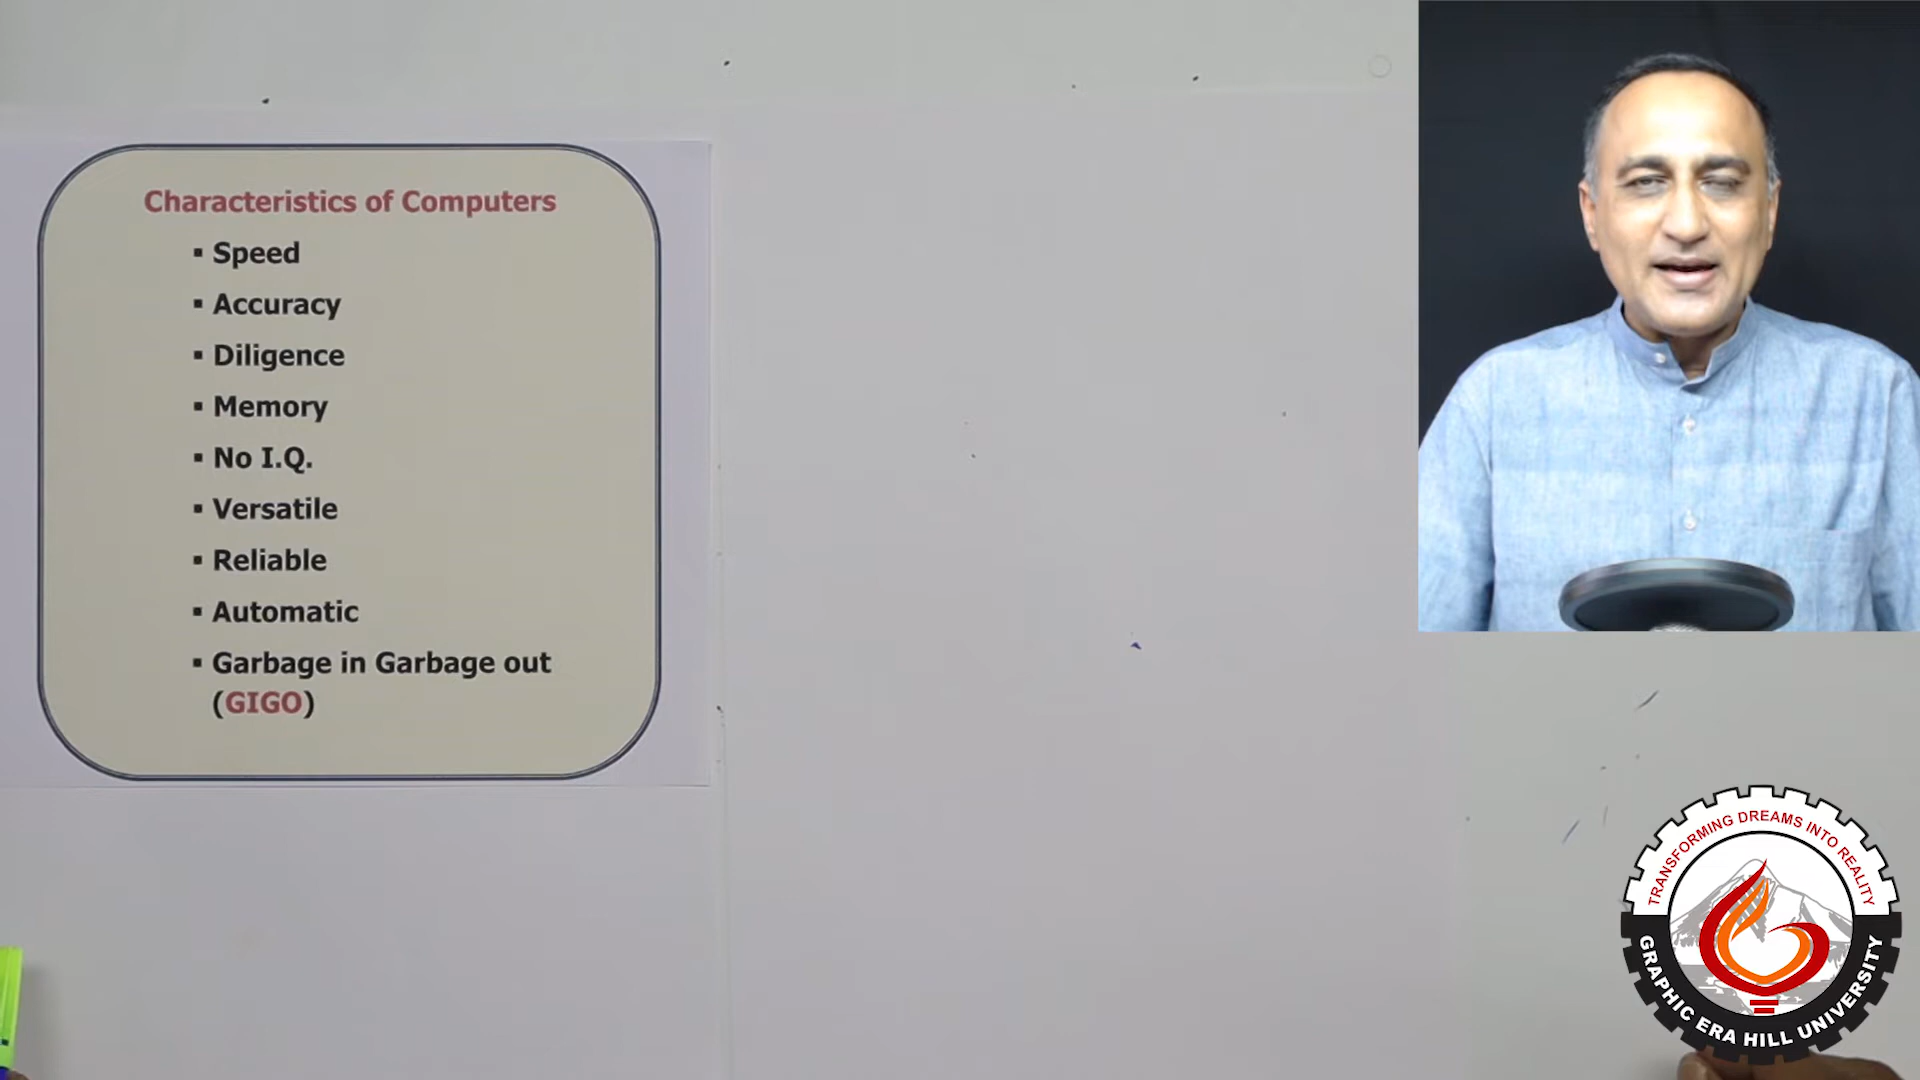 Characteristics of Computers
▪ Speed
▪ Accuracy
▪ Diligence
▪ Memory
▪ No I.Q.
▪ Versatile
▪ Reliable
▪ Automatic
▪ Garbage in Garbage out
(GIGO)
TRANSFORMING DREAMS INTO REALITY
GRAPHIC ERA HILL UNIVERSITY